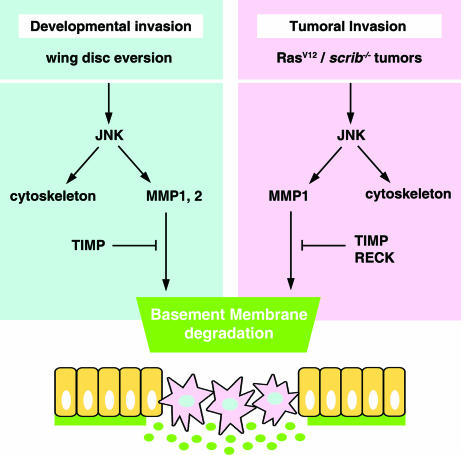 Developmental invasion
wing disc eversion
JNK
cytoskeleton
MMP1, 2
TIMP
Tumoral Invasion
Ras^V12 / scrib^-/- tumors
JNK
MMP1
cytoskeleton
TIMP
RECK
Basement Membrane
degradation